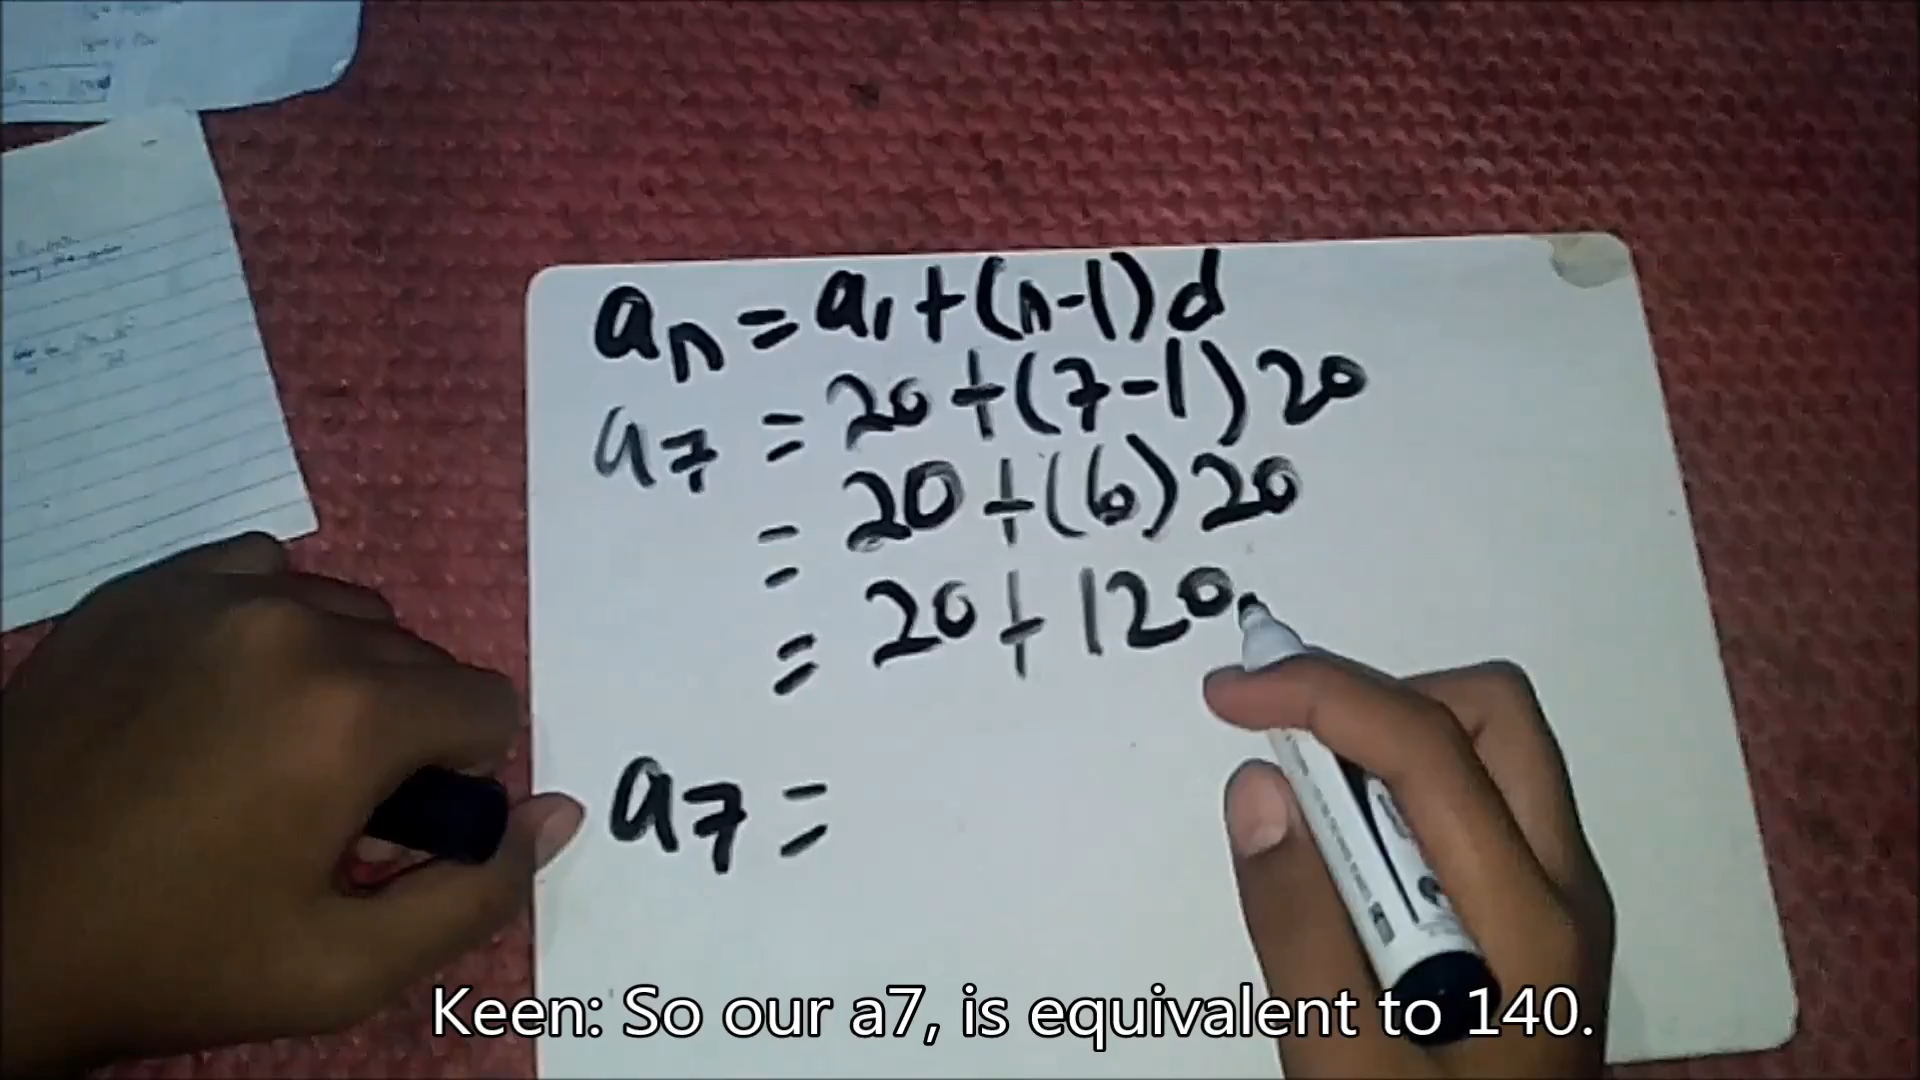 aₙ = a₁ + (n-1) d
a₇ = 20 + (7-1) 20
= 20 + (6) 20
= 20 + 120
a₇ =
Keen: So our a7, is equivalent to 140.